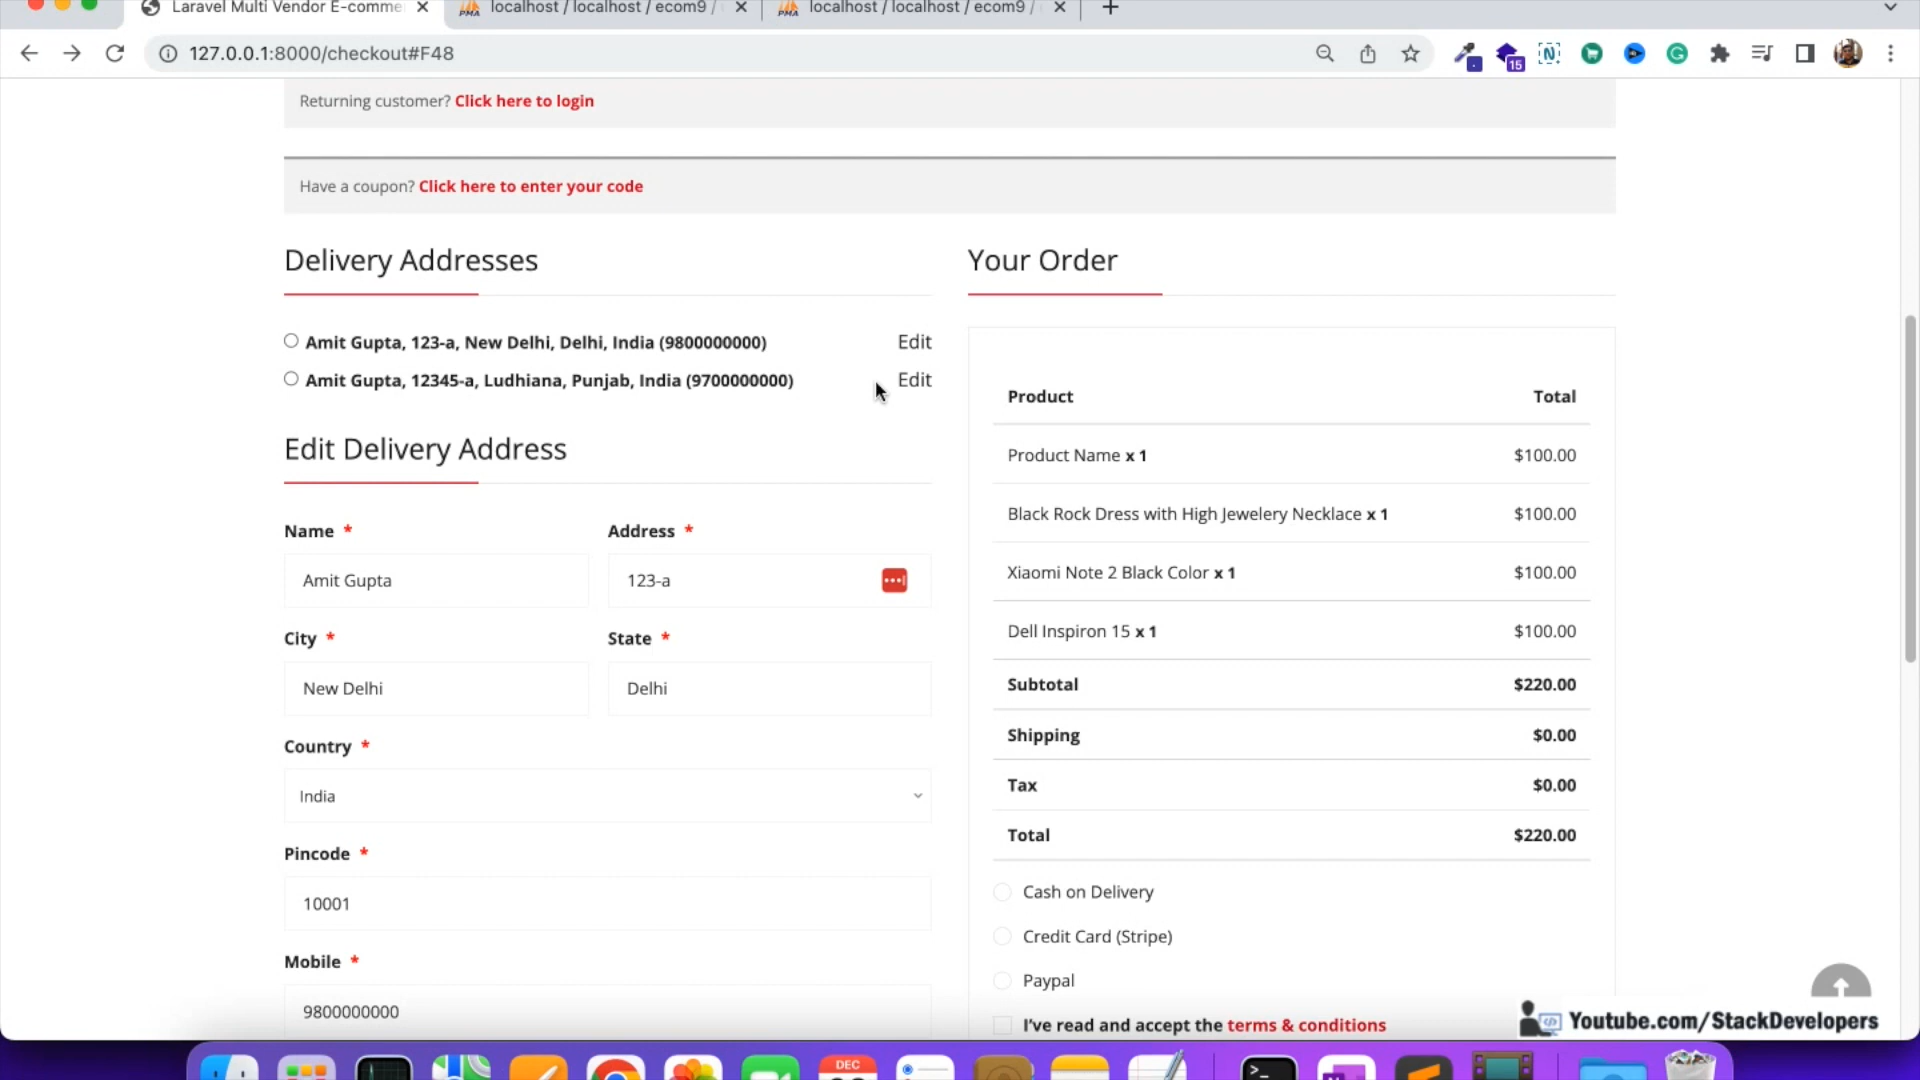 Laravel Multi Vendor E-comme
localhost / localhost / ecom9 /
localhost / localhost / ecom9 /
127.0.0.1:8000/checkout#F48
15
Returning customer? Click here to login
Have a coupon? Click here to enter your code
Delivery Addresses
Amit Gupta, 123-a, New Delhi, Delhi, India (9800000000)
Edit
Amit Gupta, 12345-a, Ludhiana, Punjab, India (9700000000)
Edit
Edit Delivery Address
Name *
Address *
Amit Gupta
123-a
City *
State *
New Delhi
Delhi
Country *
India
Pincode *
10001
Mobile *
9800000000
Your Order
Product Total
Product Name x 1 $100.00
Black Rock Dress with High Jewelery Necklace x 1 $100.00
Xiaomi Note 2 Black Color x 1 $100.00
Dell Inspiron 15 x 1 $100.00
Subtotal $220.00
Shipping $0.00
Tax $0.00
Total $220.00
Cash on Delivery
Credit Card (Stripe)
Paypal
I've read and accept the terms & conditions
Youtube.com/StackDevelopers
DEC